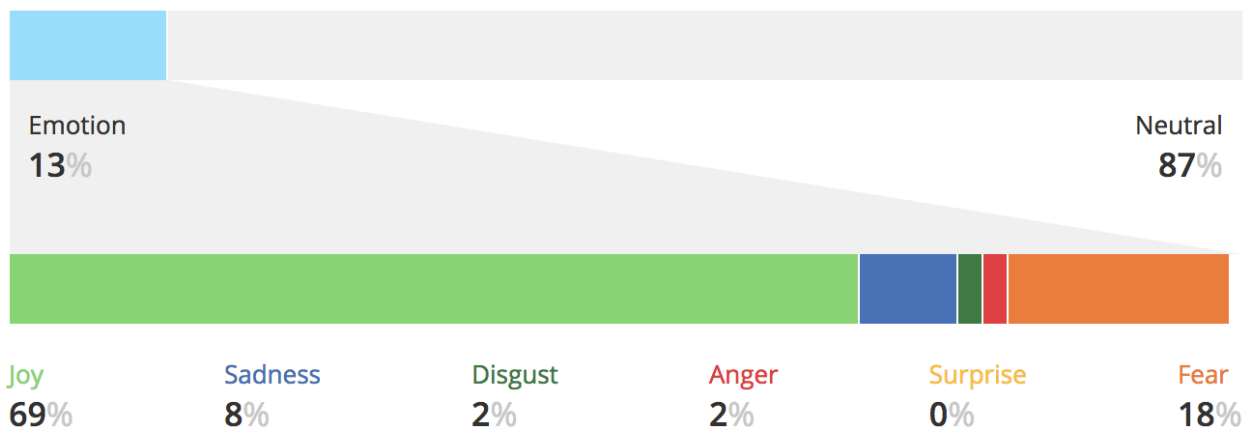 Emotion Neutral
13% 87%
Joy Sadness Disgust Anger Surprise Fear
69% 8% 2% 2% 0% 18%